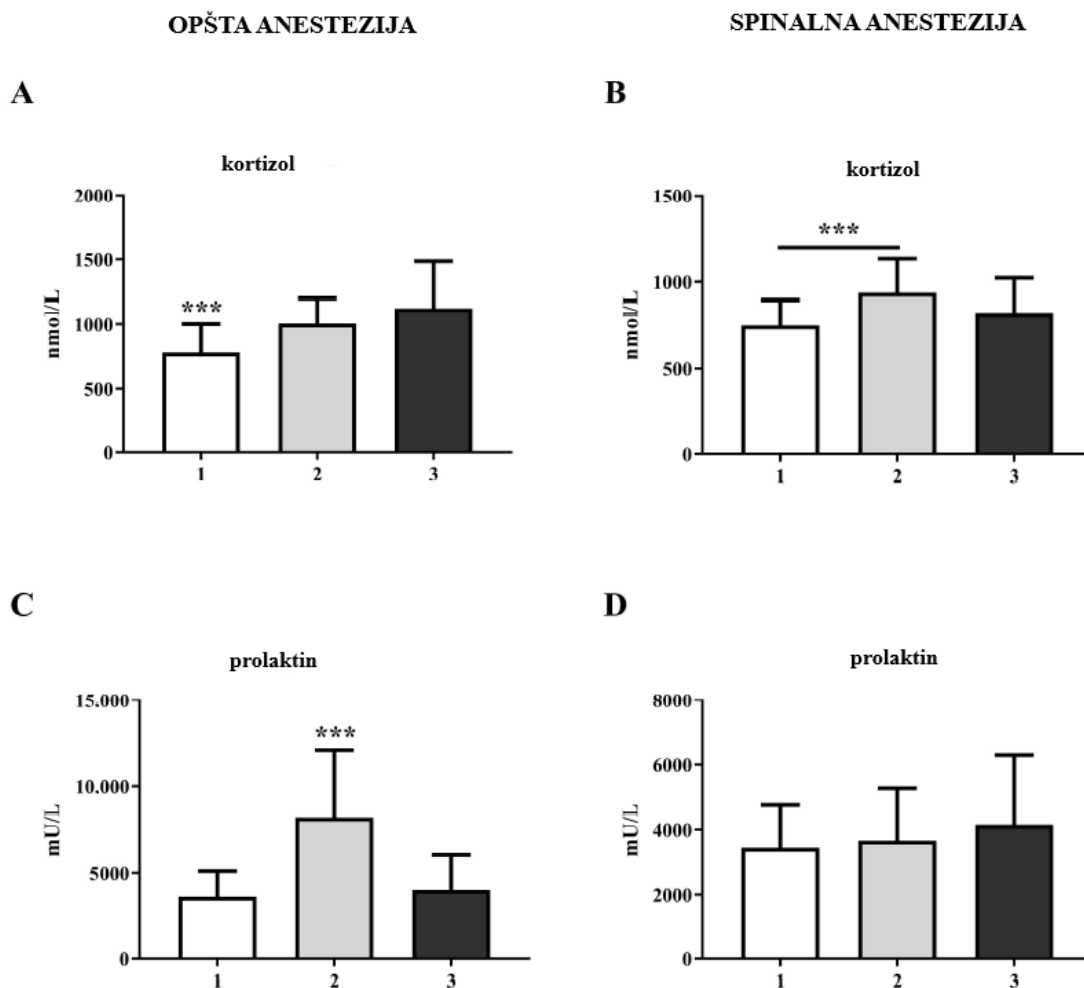 OPŠTA ANESTEZIJA
SPINALNA ANESTEZIJA
A
kortizol
nmol/L
2000
1500
1000
500
0
***
1
2
3
B
kortizol
nmol/L
1500
1000
500
0
***
1
2
3
C
prolaktin
mU/L
15.000
10.000
5000
0
***
1
2
3
D
prolaktin
mU/L
8000
6000
4000
2000
0
1
2
3